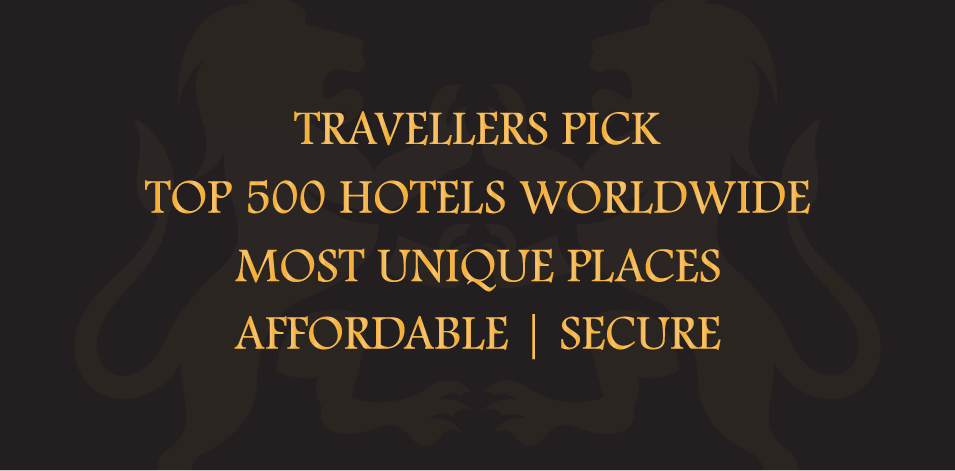 TRAVELLERS PICK
TOP 500 HOTELS WORLDWIDE
MOST UNIQUE PLACES
AFFORDABLE | SECURE